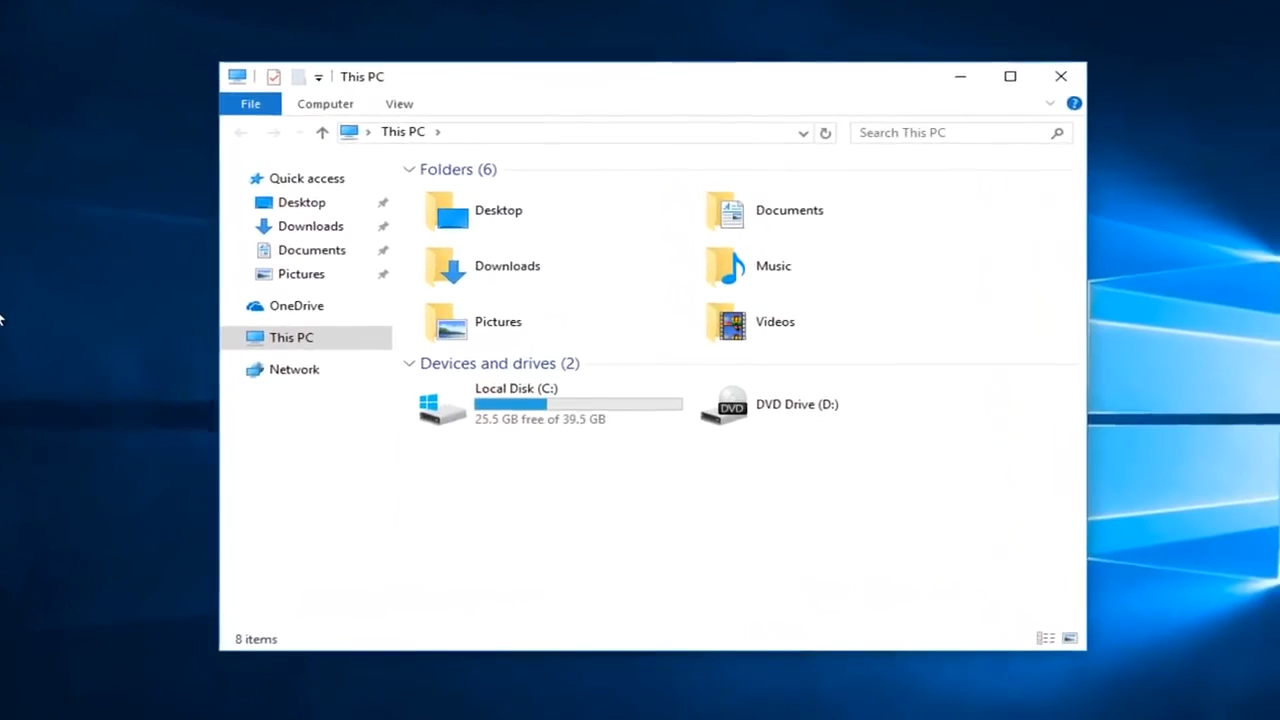 This PC
File Computer View
This PC
Search This PC
Quick access
Desktop
Downloads
Documents
Pictures
OneDrive
This PC
Network
Folders (6)
Desktop
Documents
Downloads
Music
Pictures
Videos
Devices and drives (2)
Local Disk (C:)
25.5 GB free of 39.5 GB
DVD
DVD Drive (D:)
8 items